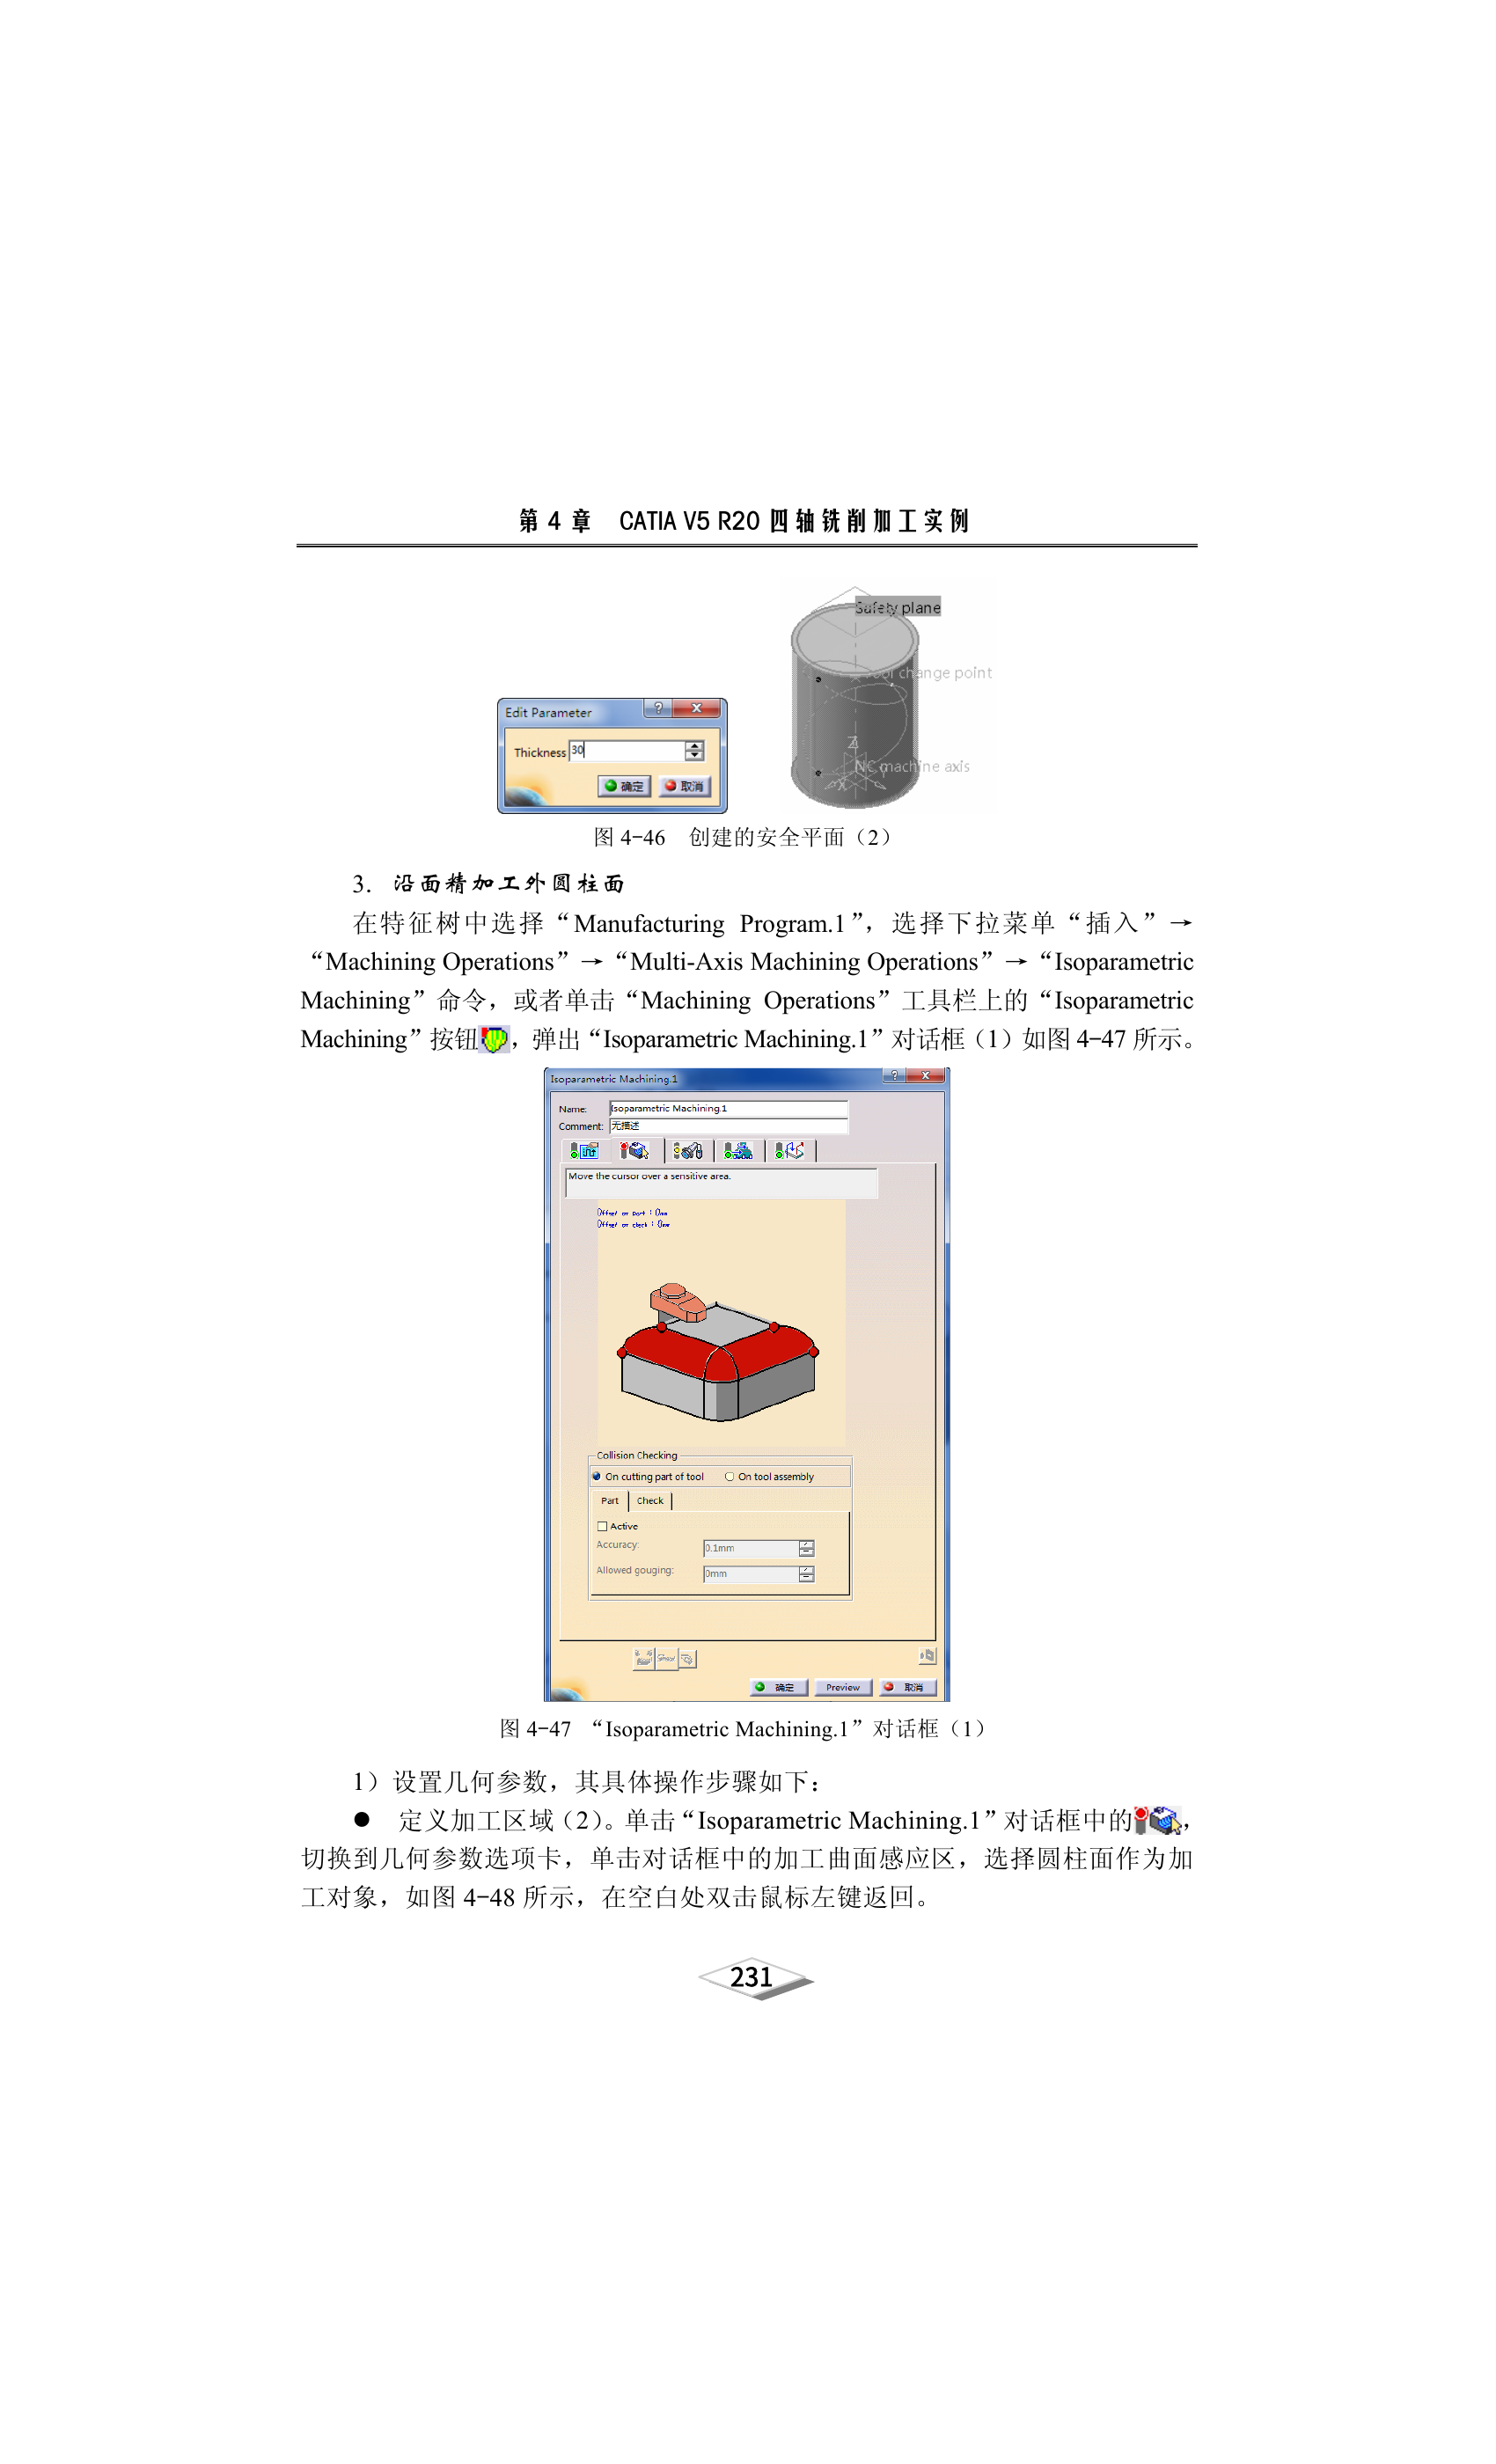 第 4 章 CATIA V5 R20 四轴铣削加工实例
Safety plane
change point
NC machine axis
Z
X
Y
Edit Parameter
Thickness 30
确定 取消
图 4-46 创建的安全平面（2）
3. 沿面精加工外圆柱面
在特征树中选择“Manufacturing Program.1”，选择下拉菜单“插入”→
“Machining Operations”→“Multi-Axis Machining Operations”→“Isoparametric
Machining”命令，或者单击“Machining Operations”工具栏上的“Isoparametric
Machining”按钮，弹出“Isoparametric Machining.1”对话框（1）如图 4-47 所示。
Isoparametric Machining.1
Name: Isoparametric Machining.1
Comment: 无描述
Move the cursor over a sensitive area.
Offset on part : 0mm
Offset on check : 0mm
Collision Checking
On cutting part of tool On tool assembly
Part Check
Active
Accuracy: 0.1mm
Allowed gouging: 0mm
确定 Preview 取消
图 4-47 “Isoparametric Machining.1”对话框（1）
1）设置几何参数，其具体操作步骤如下：
● 定义加工区域（2）。单击“Isoparametric Machining.1”对话框中的，
切换到几何参数选项卡，单击对话框中的加工曲面感应区，选择圆柱面作为加
工对象，如图 4-48 所示，在空白处双击鼠标左键返回。
231